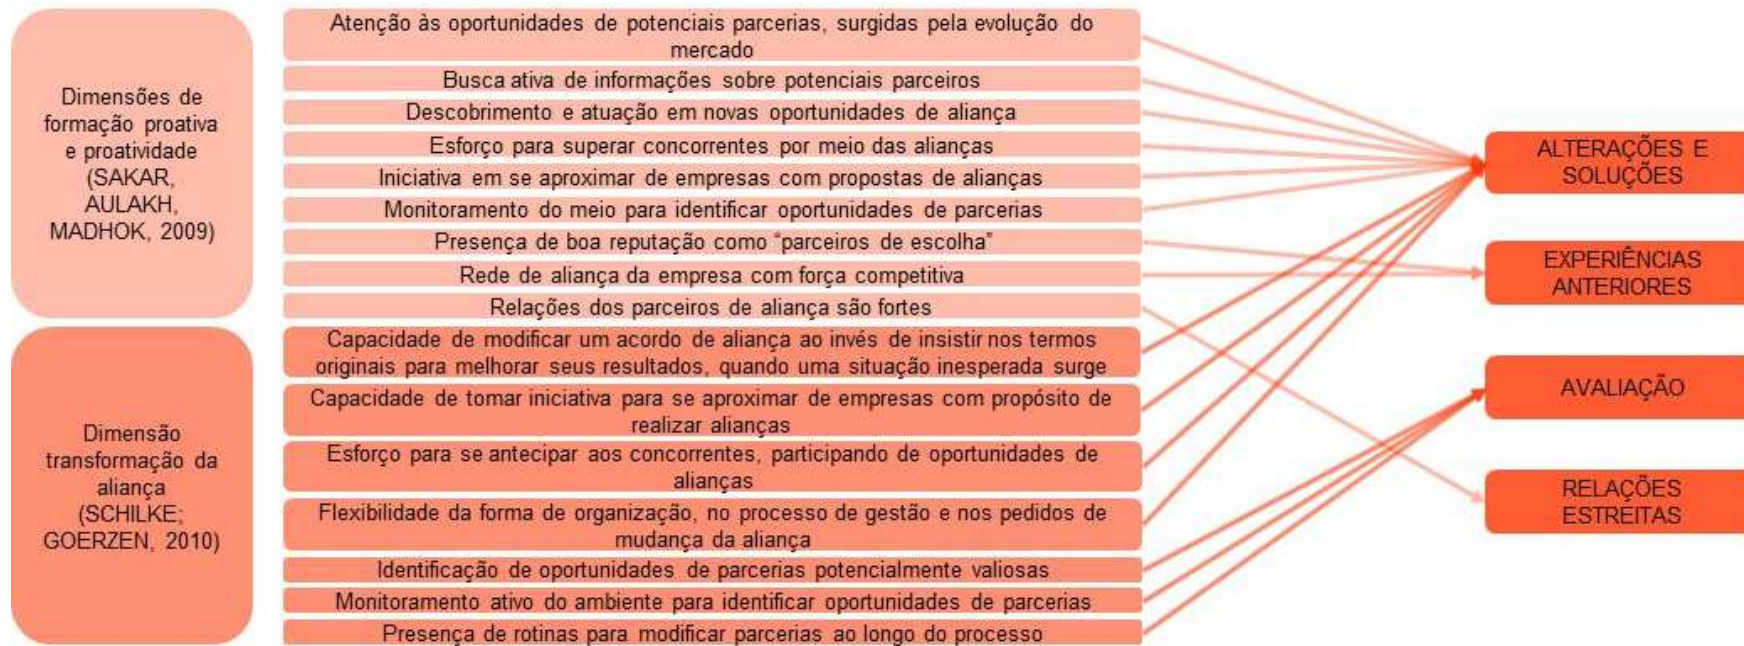 Dimensões de
formação proativa
e proatividade
(SAKAR,
AULAKH,
MADHOK, 2009)
Atenção às oportunidades de potenciais parcerias, surgidas pela evolução do
mercado
Busca ativa de informações sobre potenciais parceiros
Descobrimento e atuação em novas oportunidades de aliança
Esforço para superar concorrentes por meio das alianças
Iniciativa em se aproximar de empresas com propostas de alianças
Monitoramento do meio para identificar oportunidades de parcerias
Presença de boa reputação como “parceiros de escolha”
Rede de aliança da empresa com força competitiva
Relações dos parceiros de aliança são fortes
Dimensão
transformação da
aliança
(SCHILKE;
GOERZEN, 2010)
Capacidade de modificar um acordo de aliança ao invés de insistir nos termos
originais para melhorar seus resultados, quando uma situação inesperada surge
Capacidade de tomar iniciativa para se aproximar de empresas com propósito de
realizar alianças
Esforço para se antecipar aos concorrentes, participando de oportunidades de
alianças
Flexibilidade da forma de organização, no processo de gestão e nos pedidos de
mudança da aliança
Identificação de oportunidades de parcerias potencialmente valiosas
Monitoramento ativo do ambiente para identificar oportunidades de parcerias
Presença de rotinas para modificar parcerias ao longo do processo
ALTERAÇÕES E
SOLUÇÕES
EXPERIÊNCIAS
ANTERIORES
AVALIAÇÃO
RELAÇÕES
ESTREITAS